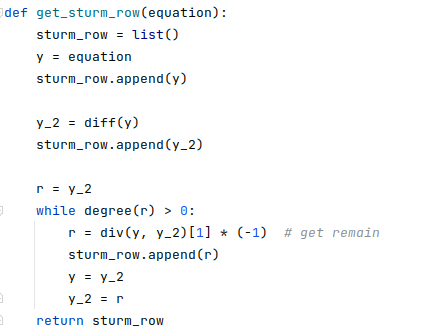 def get_sturm_row(equation):
    sturm_row = list()
    y = equation
    sturm_row.append(y)

    y_2 = diff(y)
    sturm_row.append(y_2)

    r = y_2
    while degree(r) > 0:
        r = div(y, y_2)[1] * (-1)  # get remain
        sturm_row.append(r)
        y = y_2
        y_2 = r
    return sturm_row